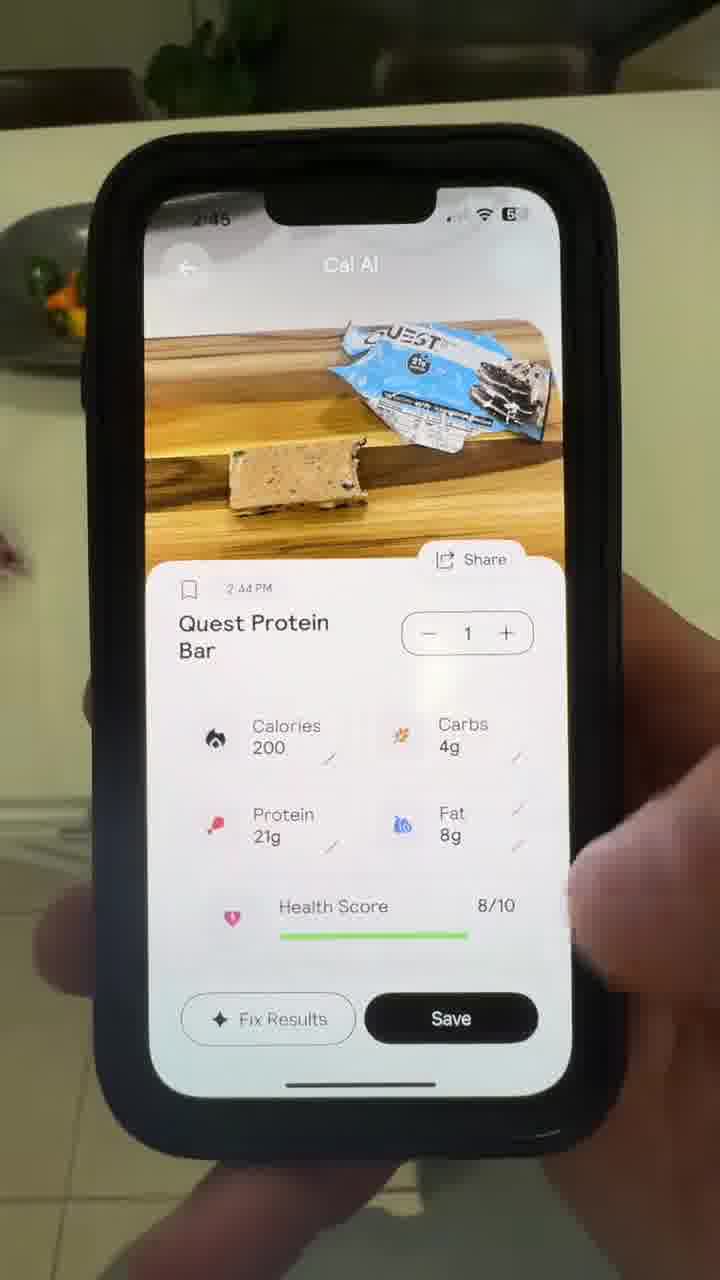 2:45
Cal AI
QUEST
Share
2:44 PM
Quest Protein
Bar
1
Calories
200
Carbs
4g
Protein
21g
Fat
8g
Health Score
8/10
Fix Results
Save